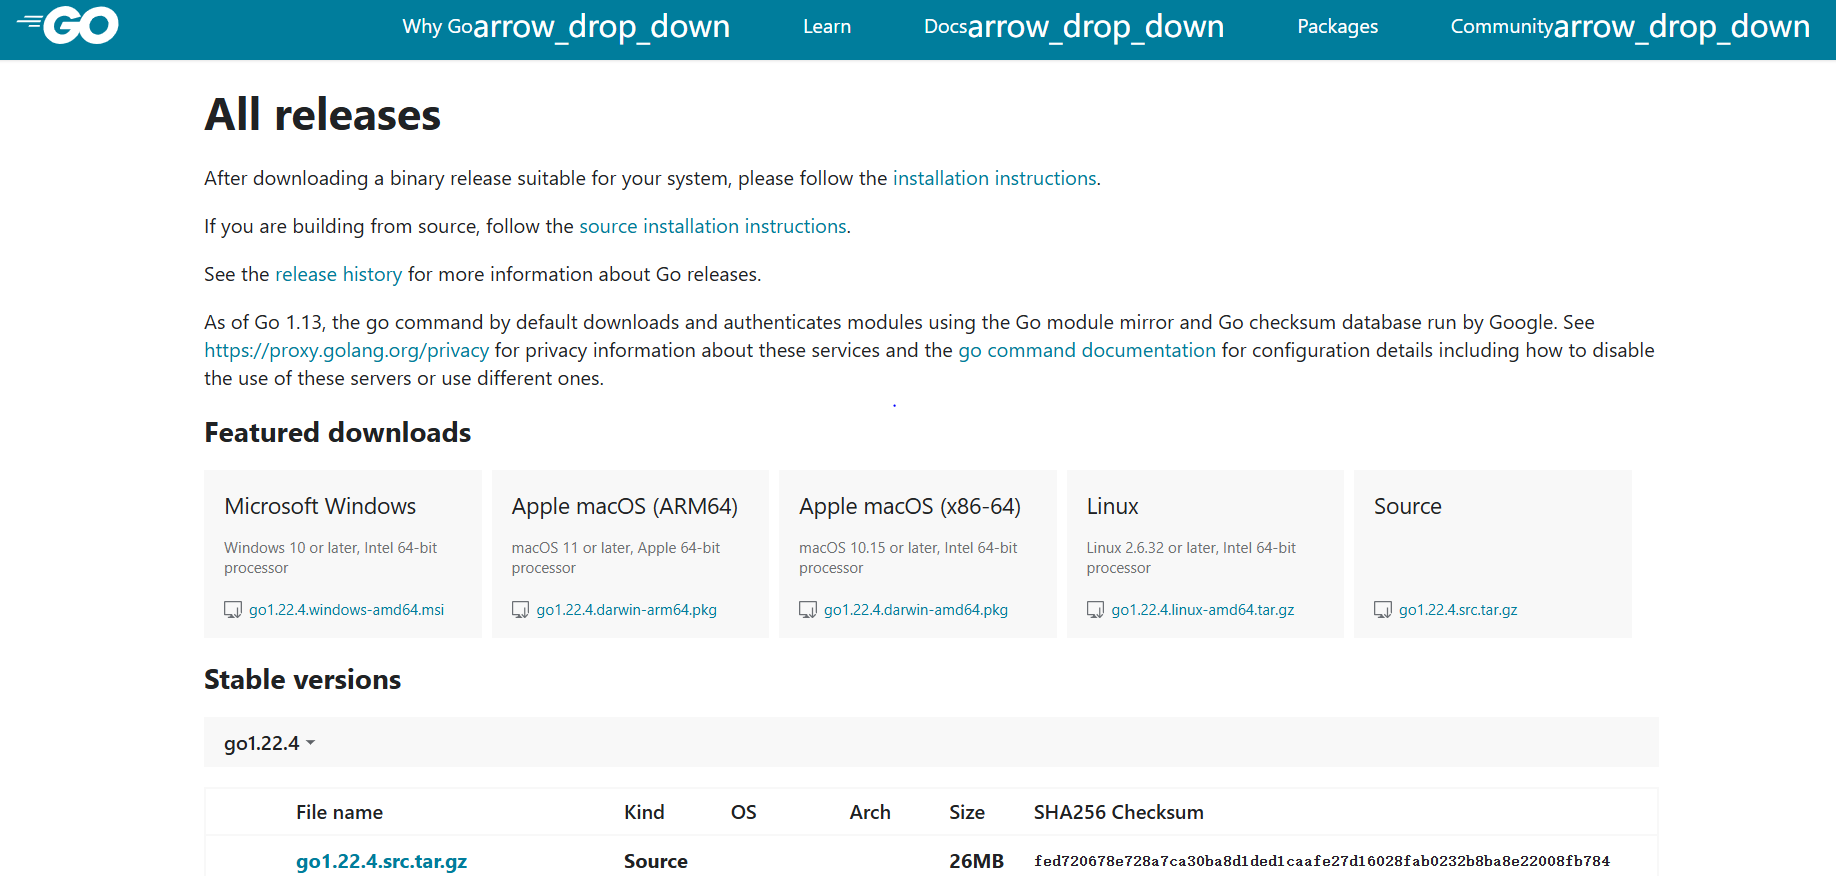 GO
Why Goarrow_drop_down Learn Docsarrow_drop_down Packages Communityarrow_drop_down
All releases
After downloading a binary release suitable for your system, please follow the installation instructions.
If you are building from source, follow the source installation instructions.
See the release history for more information about Go releases.
As of Go 1.13, the go command by default downloads and authenticates modules using the Go module mirror and Go checksum database run by Google. See
https://proxy.golang.org/privacy for privacy information about these services and the go command documentation for configuration details including how to disable
the use of these servers or use different ones.
Featured downloads
Microsoft Windows
Windows 10 or later, Intel 64-bit
processor
go1.22.4.windows-amd64.msi
Apple macOS (ARM64)
macOS 11 or later, Apple 64-bit
processor
go1.22.4.darwin-arm64.pkg
Apple macOS (x86-64)
macOS 10.15 or later, Intel 64-bit
processor
go1.22.4.darwin-amd64.pkg
Linux
Linux 2.6.32 or later, Intel 64-bit
processor
go1.22.4.linux-amd64.tar.gz
Source
go1.22.4.src.tar.gz
Stable versions
go1.22.4
File name Kind OS Arch Size SHA256 Checksum
go1.22.4.src.tar.gz Source 26MB fed720678e728a7ca30ba8d1ded1caafe27d16028fab0232b8ba8e22008fb784